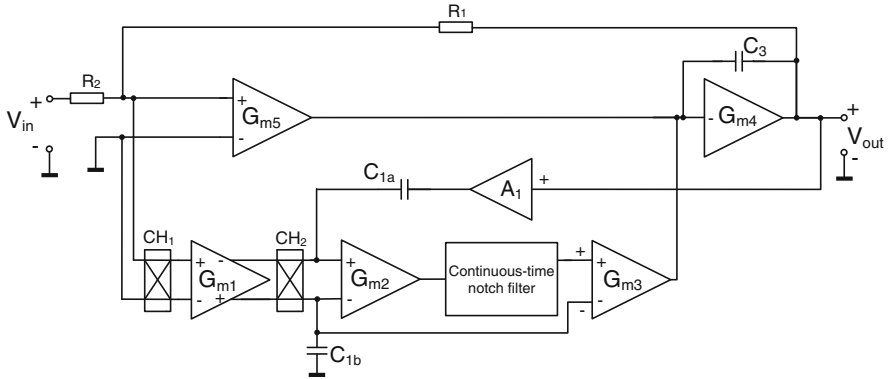 R1
C3
R2
+
Vin
-
+
Gm5
-
-
Gm4
+
Vout
-
C1a
A1
+
CH1
CH2
+
-
Gm1
-
+
+
Gm2
-
Continuous-time
notch filter
+
+
Gm3
-
-
C1b